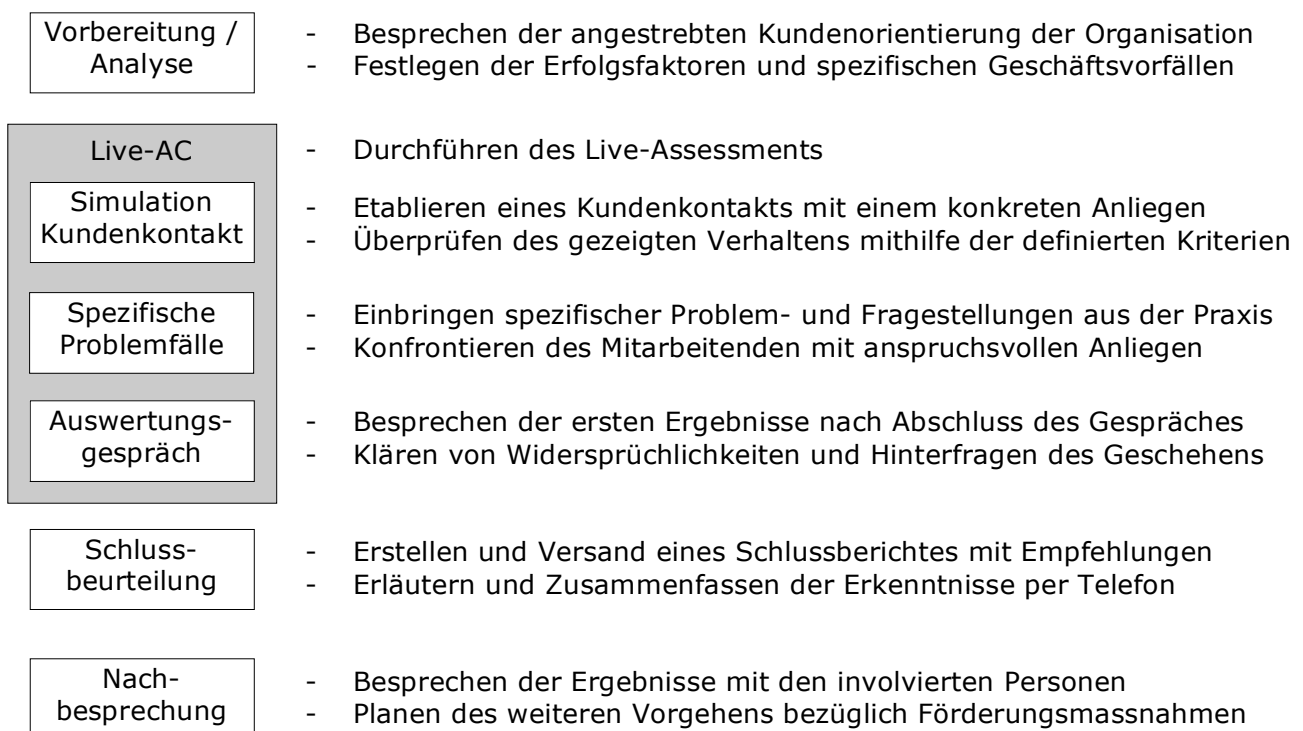 Vorbereitung /
Analyse
- Besprechen der angestrebten Kundenorientierung der Organisation
- Festlegen der Erfolgsfaktoren und spezifischen Geschäftsvorfällen
Live-AC
- Durchführen des Live-Assessments
Simulation
Kundenkontakt
- Etablieren eines Kundenkontakts mit einem konkreten Anliegen
- Überprüfen des gezeigten Verhaltens mithilfe der definierten Kriterien
Spezifische
Problemfälle
- Einbringen spezifischer Problem- und Fragestellungen aus der Praxis
- Konfrontieren des Mitarbeitenden mit anspruchsvollen Anliegen
Auswertungs-
gespräch
- Besprechen der ersten Ergebnisse nach Abschluss des Gespräches
- Klären von Widersprüchlichkeiten und Hinterfragen des Geschehens
Schluss-
beurteilung
- Erstellen und Versand eines Schlussberichtes mit Empfehlungen
- Erläutern und Zusammenfassen der Erkenntnisse per Telefon
Nach-
besprechung
- Besprechen der Ergebnisse mit den involvierten Personen
- Planen des weiteren Vorgehens bezüglich Förderungsmassnahmen